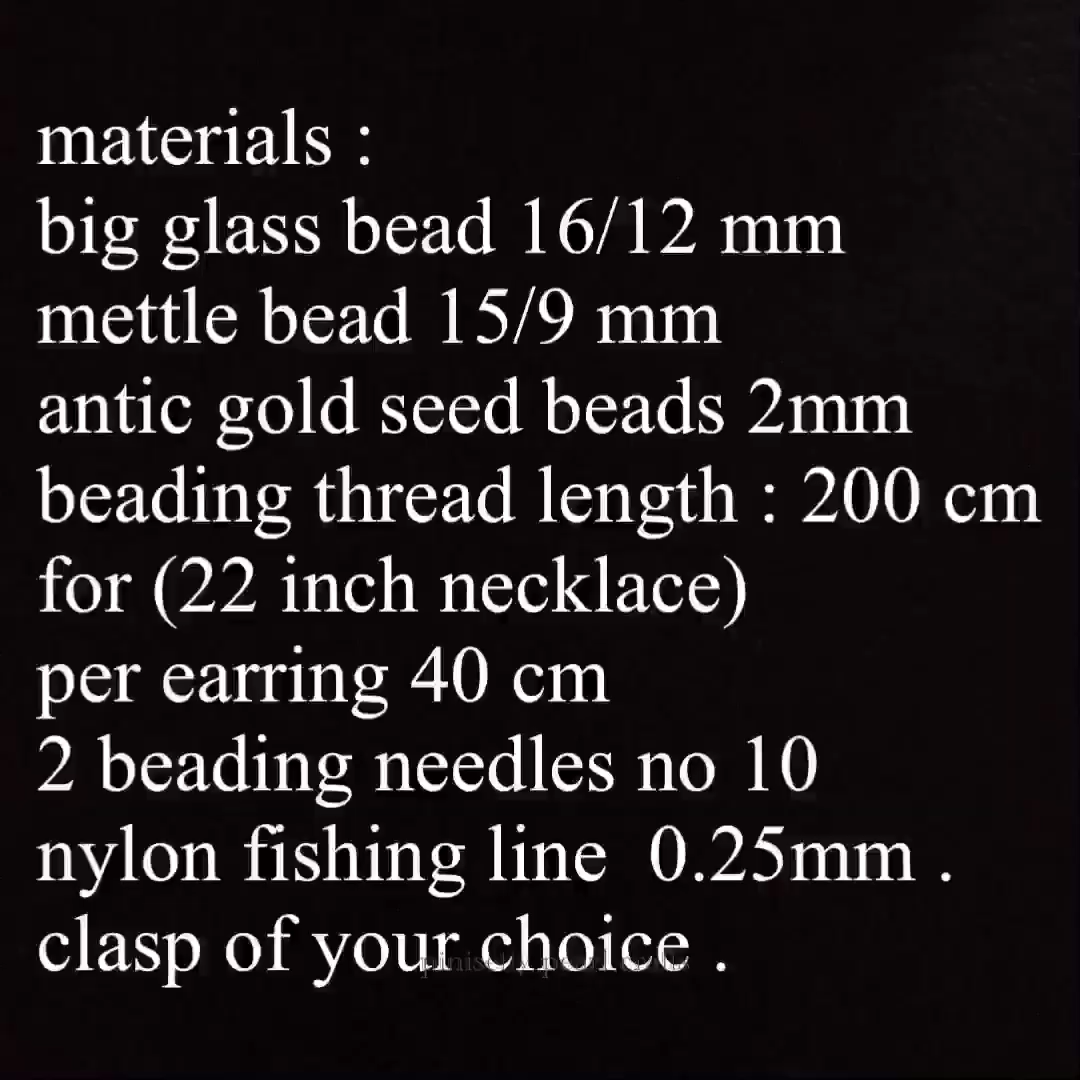 materials :
big glass bead 16/12 mm
mettle bead 15/9 mm
antic gold seed beads 2mm
beading thread length : 200 cm
for (22 inch necklace)
per earring 40 cm
2 beading needles no 10
nylon fishing line  0.25mm .
clasp of your choice .